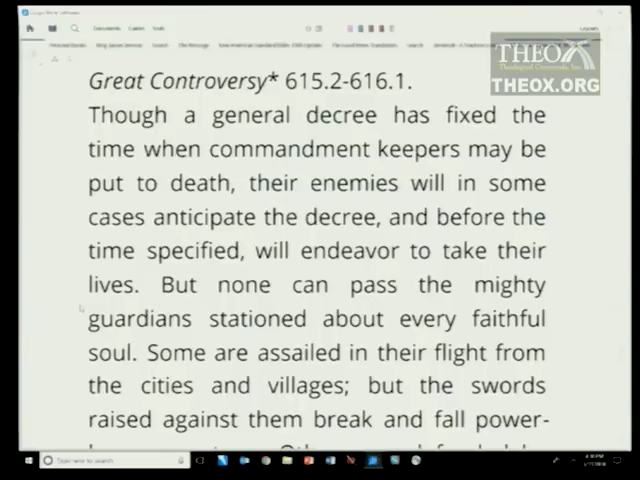 THEOX
THEOX.ORG
Great Controversy* 615.2-616.1.
Though a general decree has fixed the
time when commandment keepers may be
put to death, their enemies will in some
cases anticipate the decree, and before the
time specified, will endeavor to take their
lives. But none can pass the mighty
guardians stationed about every faithful
soul. Some are assailed in their flight from
the cities and villages; but the swords
raised against them break and fall power-
Type here to search